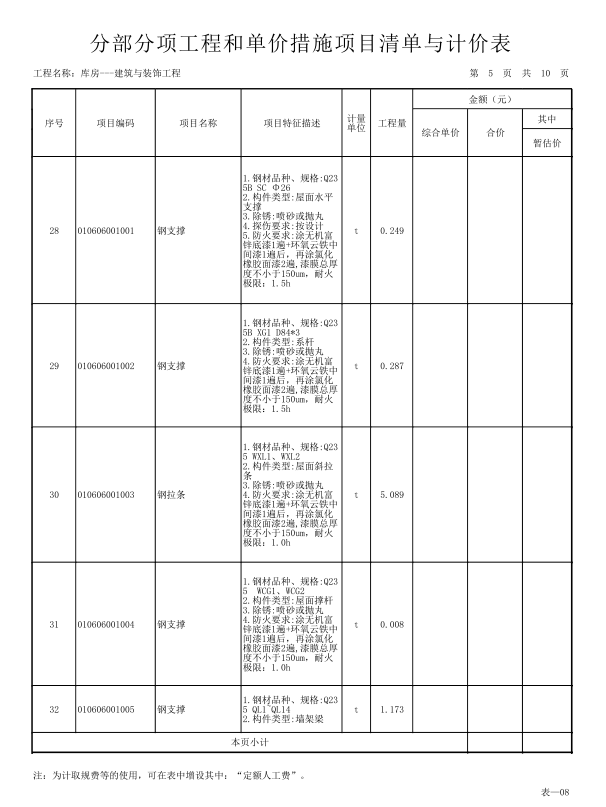 分部分项工程和单价措施项目清单与计价表
工程名称：库房---建筑与装饰工程 第 5 页 共 10 页
序号 项目编码 项目名称 项目特征描述 计量单位 工程量 金额（元）
综合单价 合价 其中
暂估价
28 010606001001 钢支撑 t 0.249
1.钢材品种、规格:Q23
5B SC Φ26
2.构件类型:屋面水平
支撑
3.除锈:喷砂或抛丸
4.探伤要求:按设计
5.防火要求:涂无机富
锌底漆1遍+环氧云铁中
间漆1遍后，再涂氯化
橡胶面漆2遍,漆膜总厚
度不小于150um，耐火
极限：1.5h
29 010606001002 钢支撑 t 0.287
1.钢材品种、规格:Q23
5B XG1 D84*3
2.构件类型:系杆
3.除锈:喷砂或抛丸
4.防火要求:涂无机富
锌底漆1遍+环氧云铁中
间漆1遍后，再涂氯化
橡胶面漆2遍,漆膜总厚
度不小于150um，耐火
极限：1.5h
30 010606001003 钢拉条 t 5.089
1.钢材品种、规格:Q23
5 WXL1、WXL2
2.构件类型:屋面斜拉
条
3.除锈:喷砂或抛丸
4.防火要求:涂无机富
锌底漆1遍+环氧云铁中
间漆1遍后，再涂氯化
橡胶面漆2遍,漆膜总厚
度不小于150um，耐火
极限：1.0h
31 010606001004 钢支撑 t 0.008
1.钢材品种、规格:Q23
5 WCG1、WCG2
2.构件类型:屋面撑杆
3.除锈:喷砂或抛丸
4.防火要求:涂无机富
锌底漆1遍+环氧云铁中
间漆1遍后，再涂氯化
橡胶面漆2遍,漆膜总厚
度不小于150um，耐火
极限：1.0h
32 010606001005 钢支撑 t 1.173
1.钢材品种、规格:Q23
5 QL1~QL14
2.构件类型:墙架梁
本页小计
注：为计取规费等的使用，可在表中增设其中：“定额人工费”。
表—08